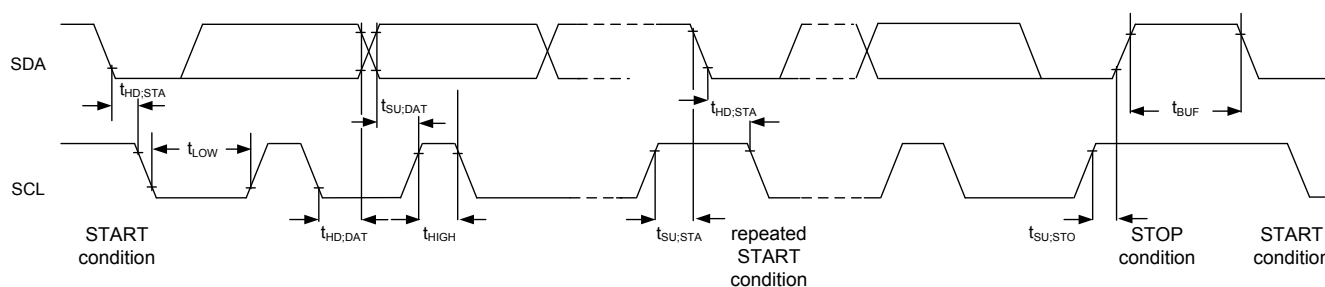 SDA
tHD;STA
tSU;DAT
tHD;STA
tBUF
tLOW
SCL
tHD;DAT
tHIGH
tSU;STA
tSU;STO
START
condition
repeated
START
condition
STOP
condition
START
condition